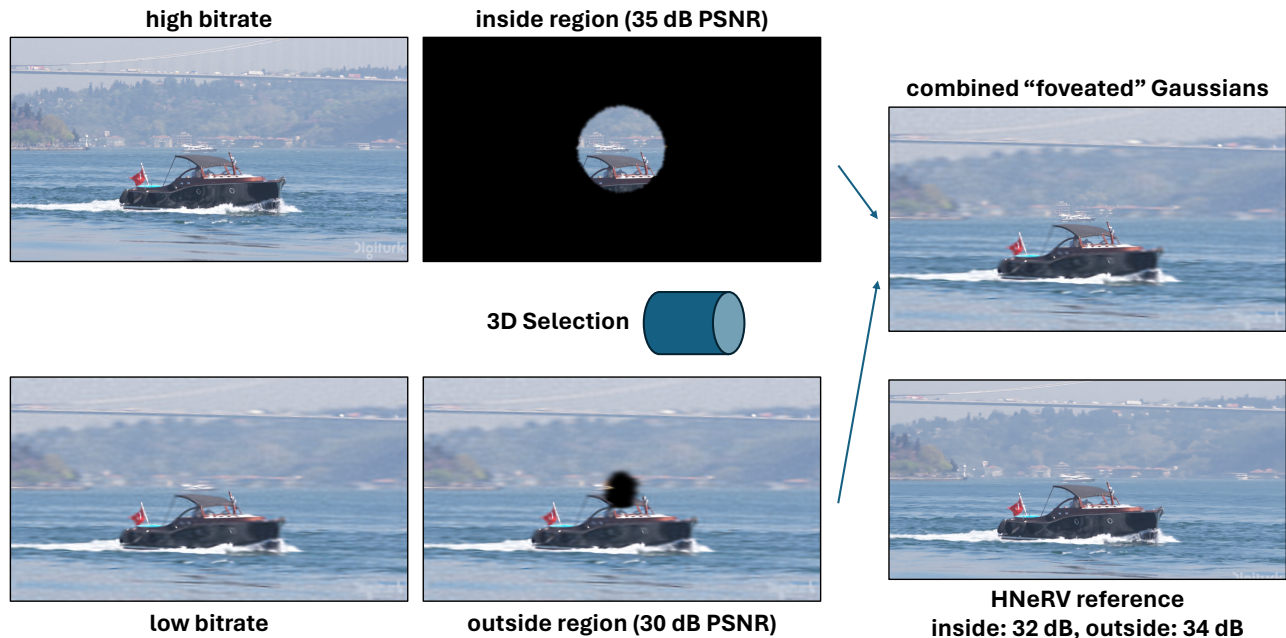 high bitrate
inside region (35 dB PSNR)
combined “foveated” Gaussians
3D Selection
low bitrate
outside region (30 dB PSNR)
HNeRV reference
inside: 32 dB, outside: 34 dB